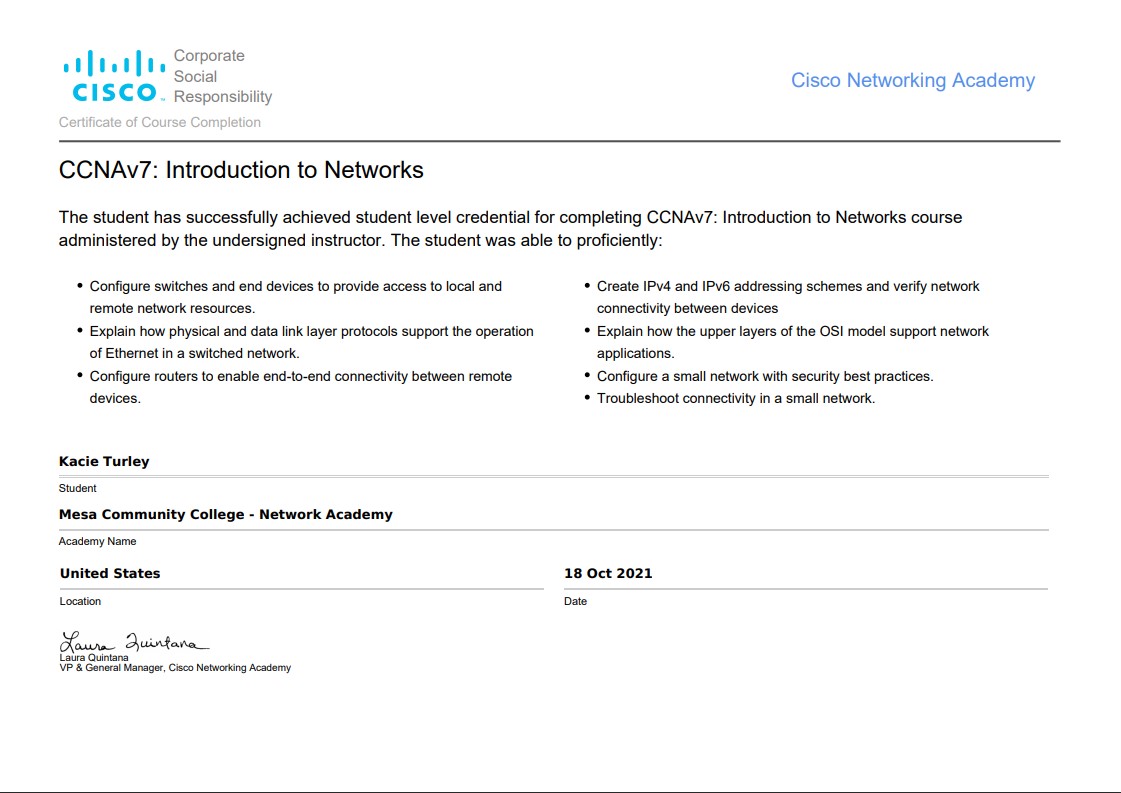 Corporate
Social
CISCO™ Responsibility
Cisco Networking Academy
Certificate of Course Completion
CCNAv7: Introduction to Networks
The student has successfully achieved student level credential for completing CCNAv7: Introduction to Networks course
administered by the undersigned instructor. The student was able to proficiently:
• Configure switches and end devices to provide access to local and
remote network resources.
• Explain how physical and data link layer protocols support the operation
of Ethernet in a switched network.
• Configure routers to enable end-to-end connectivity between remote
devices.
• Create IPv4 and IPv6 addressing schemes and verify network
connectivity between devices
• Explain how the upper layers of the OSI model support network
applications.
• Configure a small network with security best practices.
• Troubleshoot connectivity in a small network.
Kacie Turley
Student
Mesa Community College - Network Academy
Academy Name
United States
Location
18 Oct 2021
Date
Laura Quintana
Laura Quintana
VP & General Manager, Cisco Networking Academy